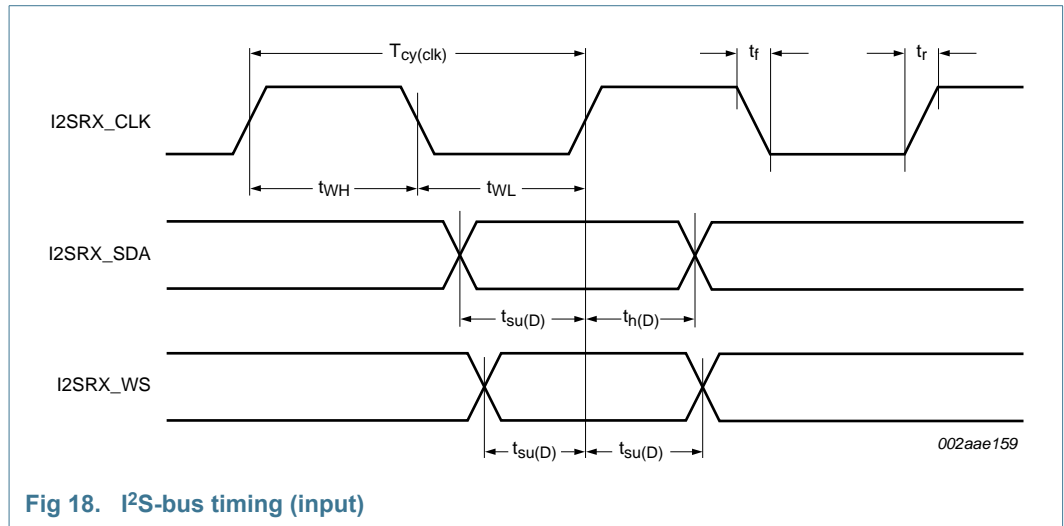 T_cy(clk)
t_f
t_r
I2SRX_CLK
t_WH
t_WL
I2SRX_SDA
t_su(D)
t_h(D)
I2SRX_WS
t_su(D)
t_su(D)
002aae159
Fig 18. I²S-bus timing (input)